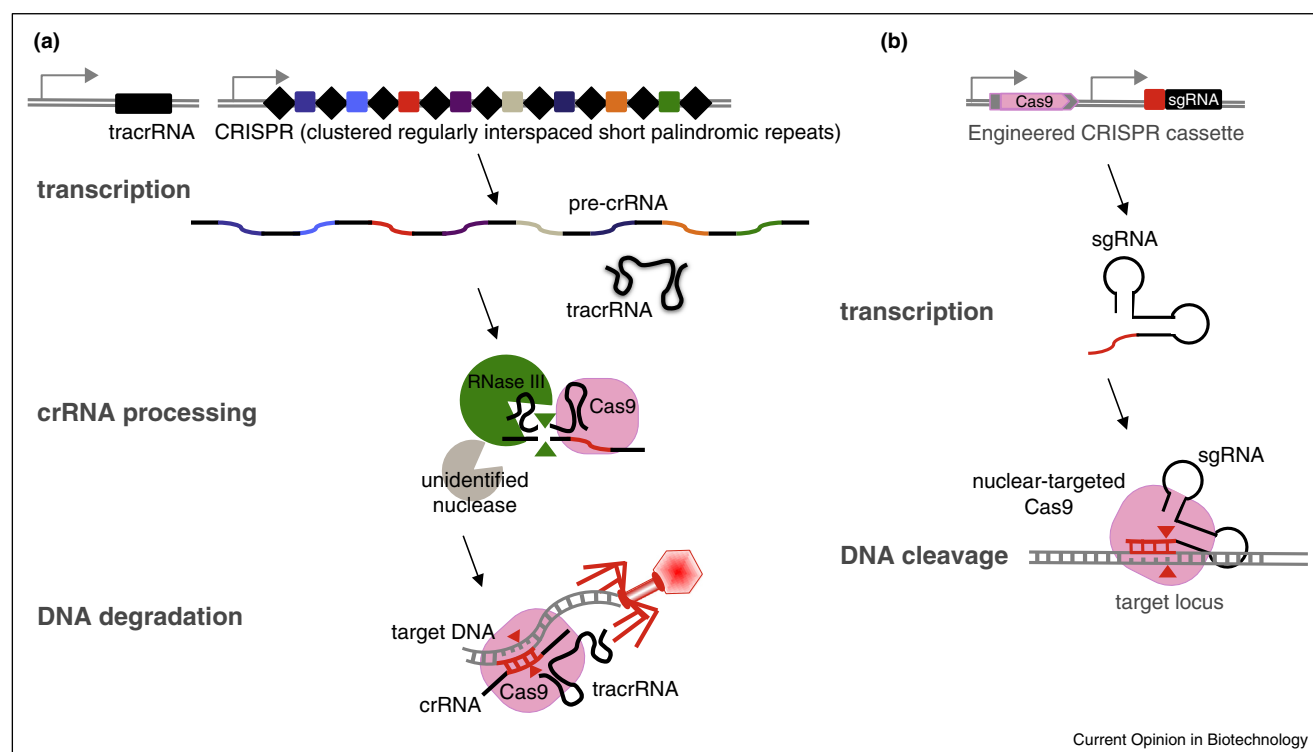 (a)
tracrRNA
CRISPR (clustered regularly interspaced short palindromic repeats)
transcription
pre-crRNA
tracrRNA
crRNA processing
RNase III
Cas9
unidentified
nuclease
DNA degradation
target DNA
crRNA
Cas9
tracrRNA
(b)
Cas9
sgRNA
Engineered CRISPR cassette
sgRNA
transcription
sgRNA
nuclear-targeted
Cas9
DNA cleavage
target locus
Current Opinion in Biotechnology